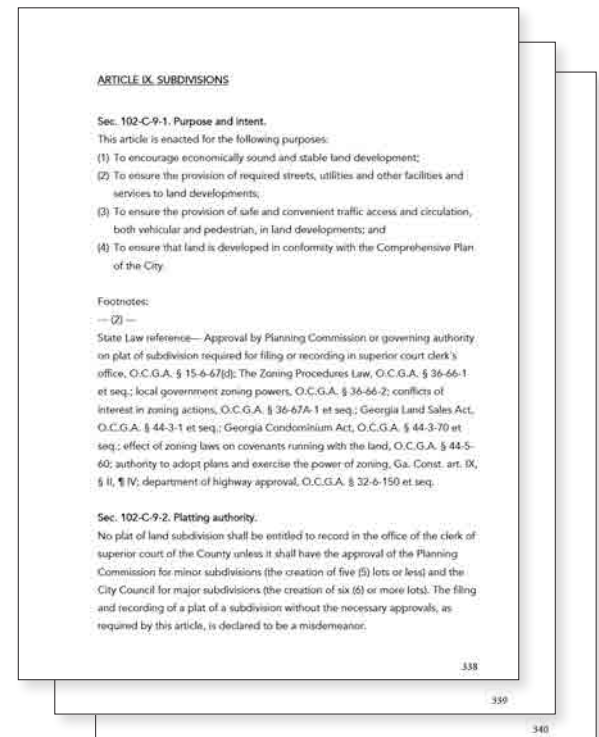 ARTICLE IX. SUBDIVISIONS
Sec. 102-C-9-1. Purpose and intent.
This article is enacted for the following purposes:
(1) To encourage economically sound and stable land development;
(2) To ensure the provision of required streets, utilities and other facilities and
services to land developments;
(3) To ensure the provision of safe and convenient traffic access and circulation,
both vehicular and pedestrian, in land developments; and
(4) To ensure that land is developed in conformity with the Comprehensive Plan
of the City
Footnotes:
--- (2) ---
State Law reference— Approval by Planning Commission or governing authority
on plat of subdivision required for filing or recording in superior court clerk's
office, O.C.G.A. § 15-6-67(d); The Zoning Procedures Law, O.C.G.A. § 36-66-1
et seq.; local government zoning powers, O.C.G.A. § 36-66-2; conflicts of
interest in zoning actions, O.C.G.A. § 36-67A-1 et seq.; Georgia Land Sales Act,
O.C.G.A. § 44-3-1 et seq.; Georgia Condominium Act, O.C.G.A. § 44-3-70 et
seq.; effect of zoning laws on covenants running with the land, O.C.G.A. § 44-5-
60; authority to adopt plans and exercise the power of zoning, Ga. Const. art. IX,
§ II, ¶ IV; department of highway approval, O.C.G.A. § 32-6-150 et seq.
Sec. 102-C-9-2. Platting authority.
No plat of land subdivision shall be entitled to record in the office of the clerk of
superior court of the County unless it shall have the approval of the Planning
Commission for minor subdivisions (the creation of five (5) lots or less) and the
City Council for major subdivisions (the creation of six (6) or more lots). The filing
and recording of a plat of a subdivision without the necessary approvals, as
required by this article, is declared to be a misdemeanor.
338
339
340